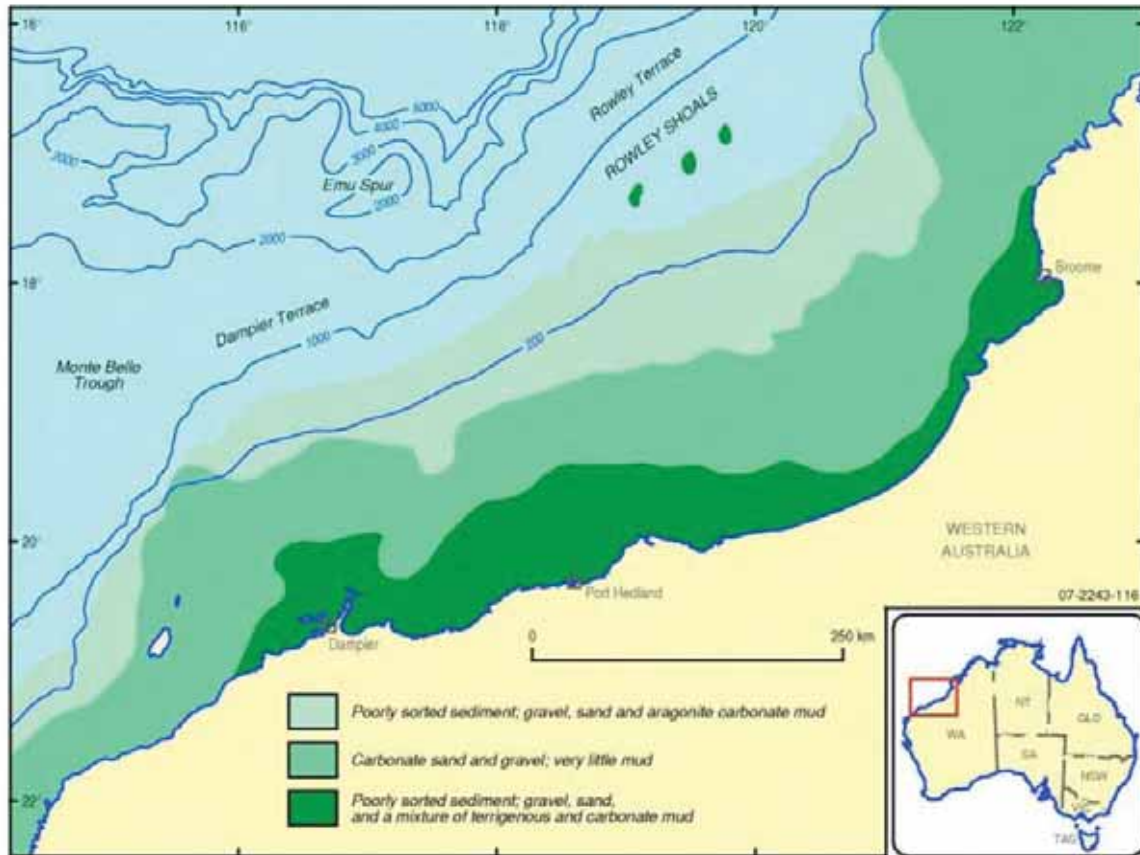 18°
116°
118°
120°
122°
5000
4000
3000
2000
Rowley Terrace
ROWLEY SHOALS
Emu Spur
2000
2000
18°
Broome
Dampier Terrace
1000
200
Monte Bello
Trough
20°
WESTERN
AUSTRALIA
Port Hedland
07-2243-116
Dampier
0
250 km
Poorly sorted sediment; gravel, sand and aragonite carbonate mud
Carbonate sand and gravel; very little mud
Poorly sorted sediment; gravel, sand,
and a mixture of terrigenous and carbonate mud
22°
NT
QLD
WA
SA
NSW
TAS